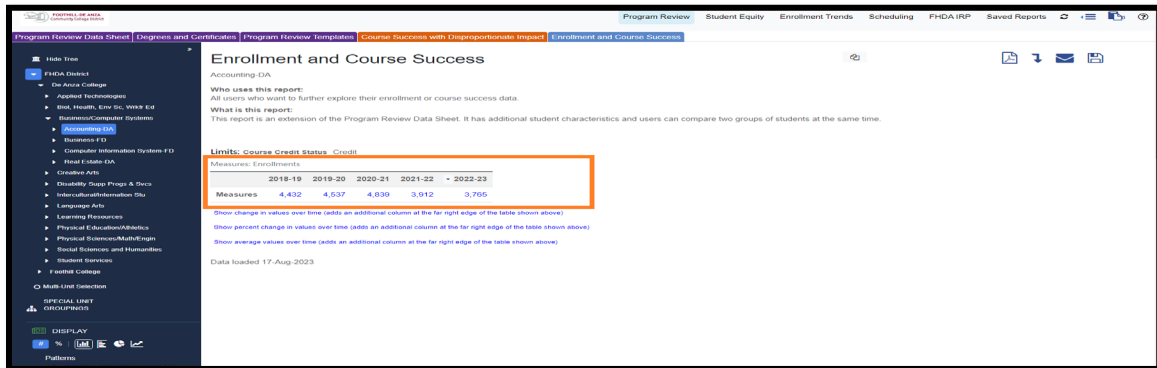 FOOTHILL-DE ANZA
Community College District
Program Review Student Equity Enrollment Trends Scheduling FHDA IRP Saved Reports
Program Review Data Sheet Degrees and Certificates Program Review Templates Course Success with Disproportionate Impact Enrollment and Course Success
Hide Tree
FHDA District
De Anza College
Applied Technologies
Biol, Health, Env Sc, Wrkfr Ed
Business/Computer Systems
Accounting-DA
Business-FD
Computer Information System-FD
Real Estate-DA
Creative Arts
Disability Supp Progs & Svcs
Intercultural/Internation Stu
Language Arts
Learning Resources
Physical Education/Athletics
Physical Sciences/Math/Engin
Social Sciences and Humanities
Student Services
Foothill College
Multi-Unit Selection
SPECIAL UNIT
GROUPINGS
DISPLAY
# %
Patterns
Enrollment and Course Success
Accounting-DA
Who uses this report:
All users who want to further explore their enrollment or course success data.
What is this report:
This report is an extension of the Program Review Data Sheet. It has additional student characteristics and users can compare two groups of students at the same time.
Limits: Course Credit Status Credit
Measures: Enrollments
2018-19 2019-20 2020-21 2021-22 2022-23
Measures 4,432 4,537 4,839 3,912 3,765
Show change in values over time (adds an additional column at the far right edge of the table shown above)
Show percent change in values over time (adds an additional column at the far right edge of the table shown above)
Show average values over time (adds an additional column at the far right edge of the table shown above)
Data loaded 17-Aug-2023